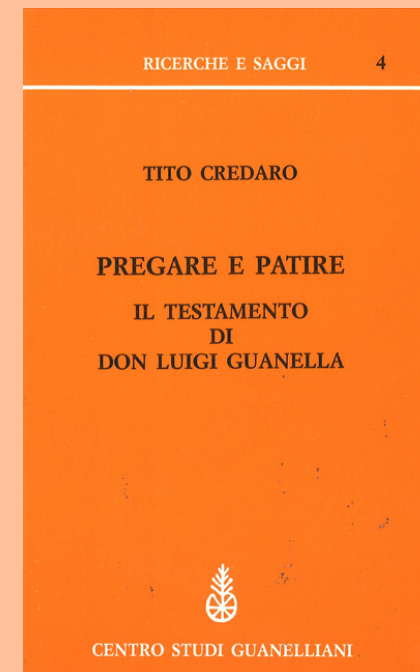 RICERCHE E SAGGI 4
TITO CREDARO
PREGARE E PATIRE
IL TESTAMENTO
DI
DON LUIGI GUANELLA
CENTRO STUDI GUANELLIANI